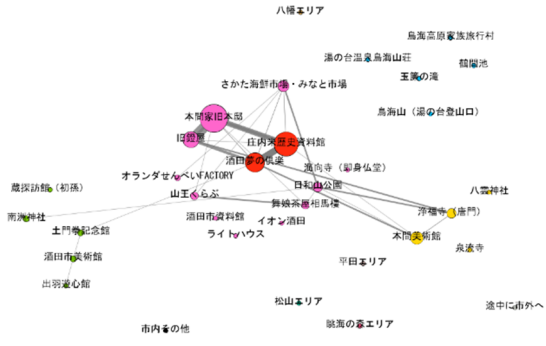 八幡エリア
鳥海高原家族旅行村
湯の台温泉鳥海山荘
鶴間池
玉簾の滝
さかた海鮮市場・みなと市場
本間家旧本邸
鳥海山（湯の台登山口）
旧鐙屋
庄内米歴史資料館
酒田夢の倶楽
海向寺（即身仏堂）
オランダせんべいFACTORY
日和山公園
蔵探訪館（初孫）
八雲神社
山王くらぶ
舞娘茶屋相馬樓
浄福寺（唐門）
南洲神社
酒田市資料館
イオン酒田
土門拳記念館
ライトハウス
本間美術館
泉流寺
酒田市美術館
平田エリア
出羽遊心館
松山エリア
途中に市外へ
眺海の森エリア
市内その他